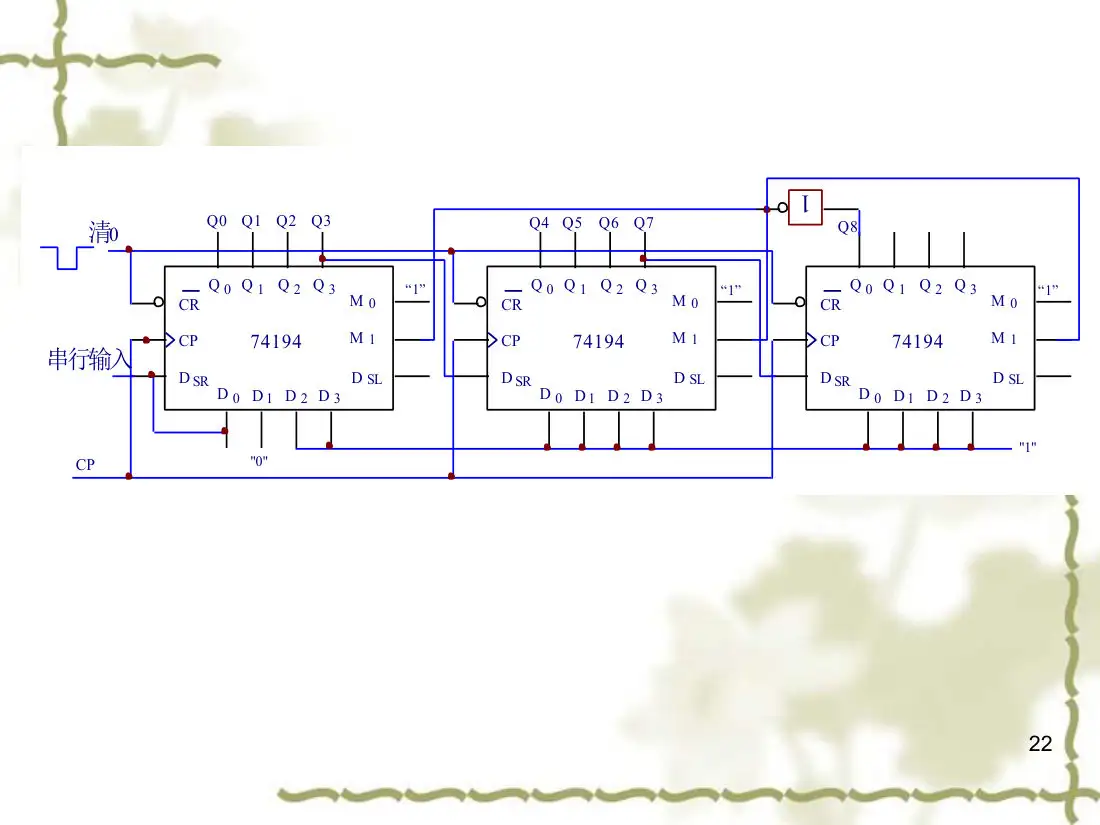 清0
Q0 Q1 Q2 Q3
Q4 Q5 Q6 Q7
1
Q8
Q0 Q1 Q2 Q3
M0 “1”
CR
CP 74194 M1
DSR DSL
D0 D1 D2 D3
Q0 Q1 Q2 Q3
M0 “1”
CR
CP 74194 M1
DSR DSL
D0 D1 D2 D3
Q0 Q1 Q2 Q3
M0 “1”
CR
CP 74194 M1
DSR DSL
D0 D1 D2 D3
串行输入
"0"
"1"
CP
22